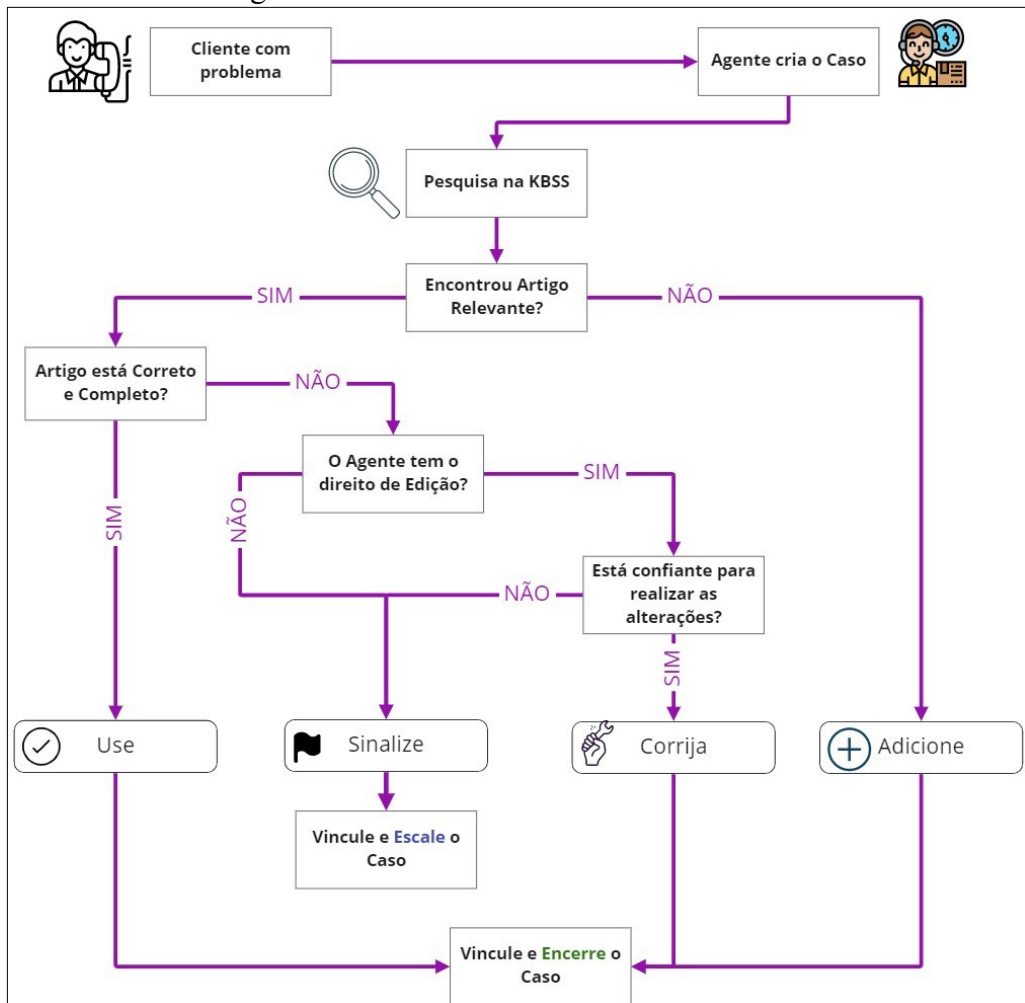 Cliente com
problema
Agente cria o Caso
Pesquisa na KBSS
Encontrou Artigo
Relevante?
SIM
NÃO
Artigo está Correto
e Completo?
NÃO
O Agente tem o
direito de Edição?
SIM
NÃO
SIM
Está confiante para
realizar as
alterações?
NÃO
SIM
Use
Sinalize
Corrija
Adicione
Vincule e Escale o
Caso
Vincule e Encerre o
Caso